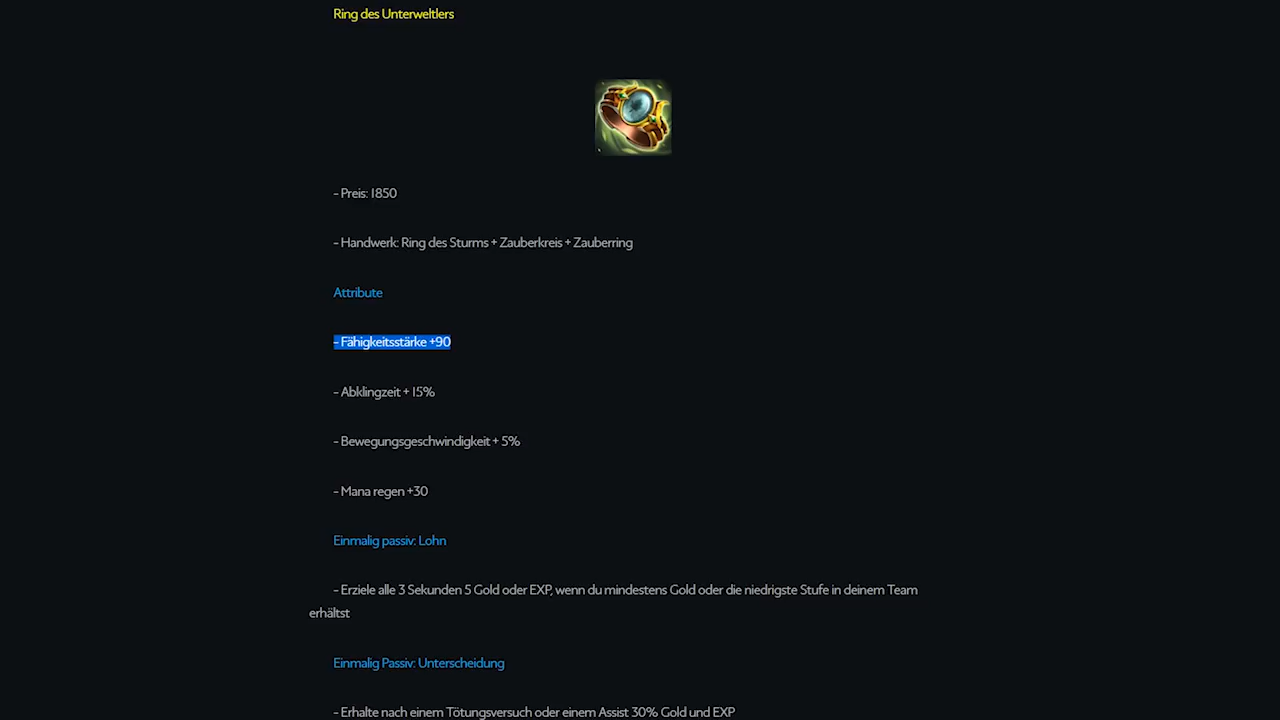 Ring des Unterweltlers
- Preis: 1850
- Handwerk: Ring des Sturms + Zauberkreis + Zauberring
Attribute
- Fähigkeitsstärke +90
- Abklingzeit + 15%
- Bewegungsgeschwindigkeit + 5%
- Mana regen +30
Einmalig passiv: Lohn
- Erziele alle 3 Sekunden 5 Gold oder EXP, wenn du mindestens Gold oder die niedrigste Stufe in deinem Team
erhältst
Einmalig Passiv: Unterscheidung
- Erhalte nach einem Tötungsversuch oder einem Assist 30% Gold und EXP